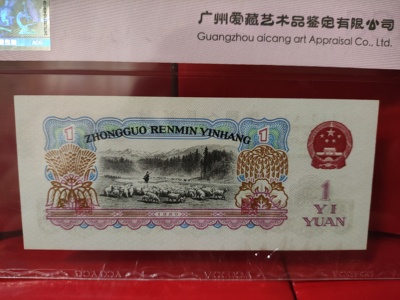 广州爱藏艺术品鉴定有限公司
Guangzhou aicang art Appraisal Co., Ltd.
1
ZHONGGUO RENMIN YINHANG
1
1
YI
YUAN
1960